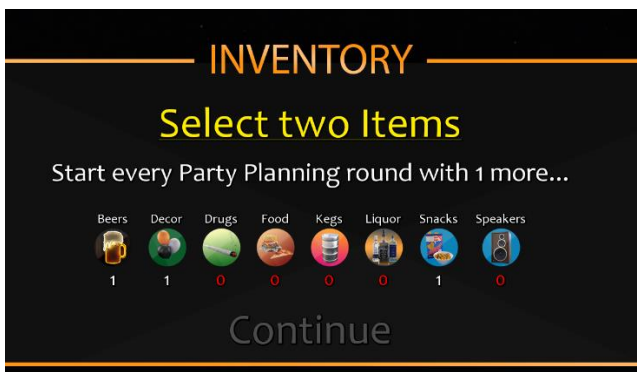 INVENTORY
Select two Items
Start every Party Planning round with 1 more...
Beers Decor Drugs Food Kegs Liquor Snacks Speakers
1 1 0 0 0 0 1 0
Continue